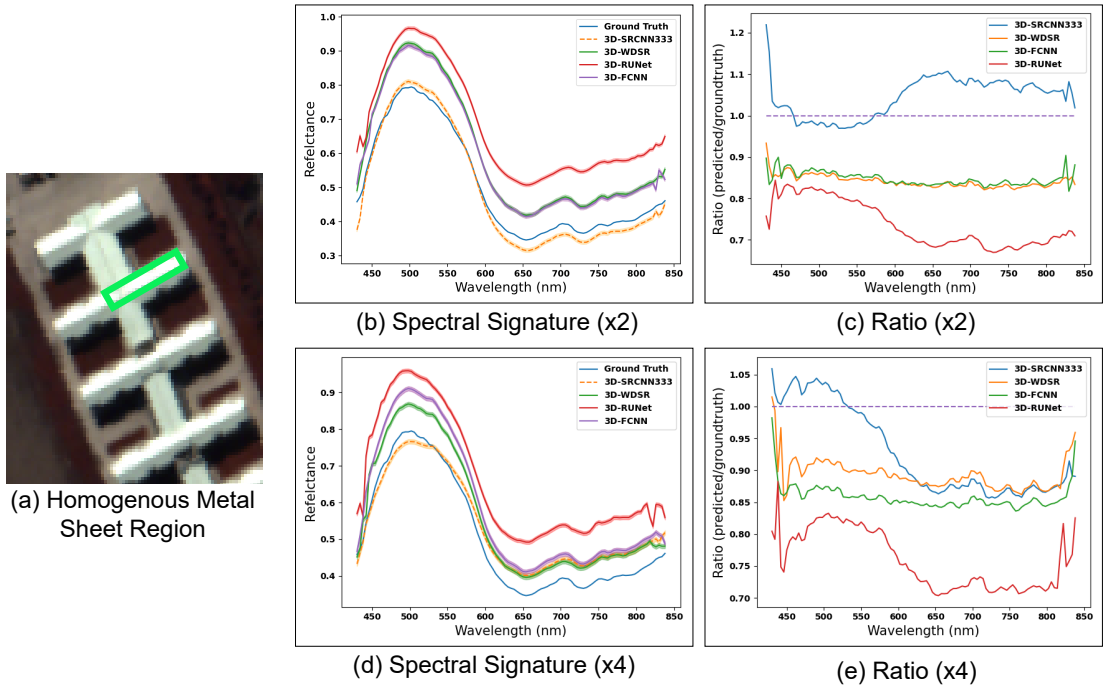 1.0
0.9
0.8
0.7
0.6
0.5
0.4
0.3
Refelctance
450 500 550 600 650 700 750 800 850
Wavelength (nm)
Ground Truth
3D-SRCNN333
3D-WDSR
3D-RUNet
3D-FCNN
(b) Spectral Signature (x2)
1.2
1.1
1.0
0.9
0.8
0.7
Ratio (predicted/groundtruth)
450 500 550 600 650 700 750 800 850
Wavelength (nm)
3D-SRCNN333
3D-WDSR
3D-FCNN
3D-RUNet
(c) Ratio (x2)
(a) Homogenous Metal
Sheet Region
0.9
0.8
0.7
0.6
0.5
0.4
Refelctance
450 500 550 600 650 700 750 800 850
Wavelength (nm)
Ground Truth
3D-SRCNN333
3D-WDSR
3D-RUNet
3D-FCNN
(d) Spectral Signature (x4)
1.05
1.00
0.95
0.90
0.85
0.80
0.75
0.70
Ratio (predicted/groundtruth)
450 500 550 600 650 700 750 800 850
Wavelength (nm)
3D-SRCNN333
3D-WDSR
3D-FCNN
3D-RUNet
(e) Ratio (x4)